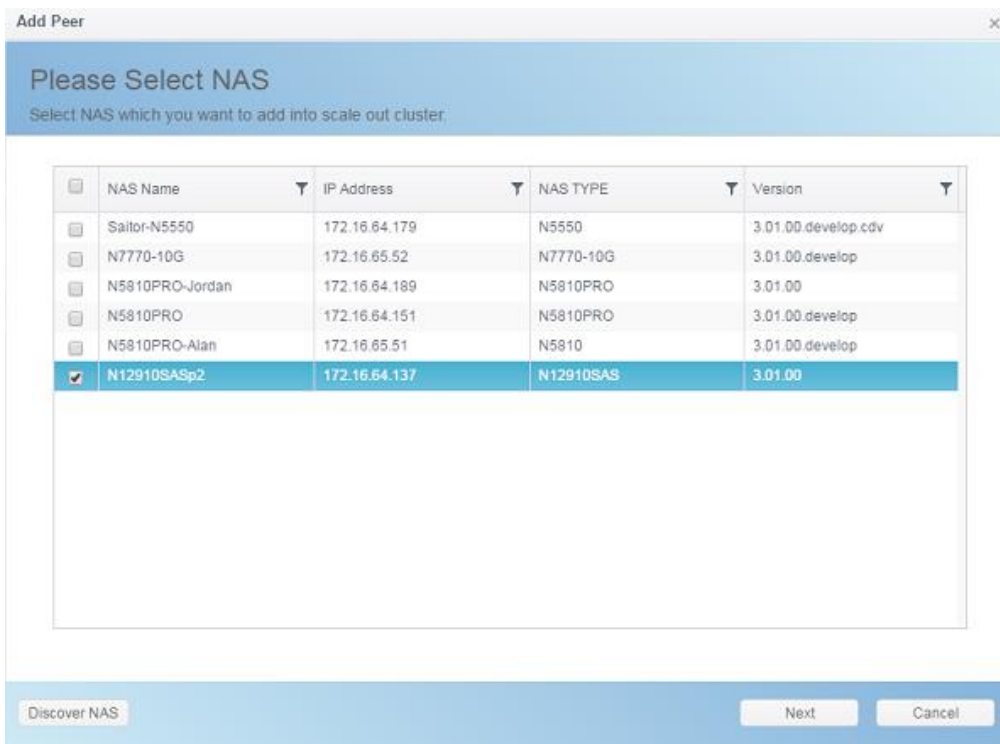 Add Peer
Please Select NAS
Select NAS which you want to add into scale out cluster.
NAS Name IP Address NAS TYPE Version
Saitor-N5550 172.16.64.179 N5550 3.01.00.develop.cdv
N7770-10G 172.16.65.52 N7770-10G 3.01.00.develop
N5810PRO-Jordan 172.16.64.189 N5810PRO 3.01.00
N5810PRO 172.16.64.151 N5810PRO 3.01.00.develop
N5810PRO-Alan 172.16.65.51 N5810 3.01.00.develop
N12910SASp2 172.16.64.137 N12910SAS 3.01.00
Discover NAS Next Cancel